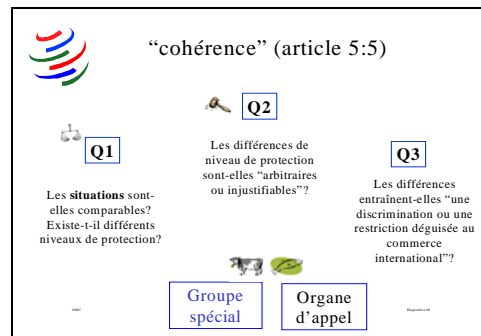 “cohérence” (article 5:5)
Q1
Les situations sont-
elles comparables?
Existe-t-il différents
niveaux de protection?
Q2
Les différences de
niveau de protection
sont-elles “arbitraires
ou injustifiables”?
Q3
Les différences
entraînent-elles “une
discrimination ou une
restriction déguisée au
commerce
international”?
Groupe
spécial
Organe
d’appel